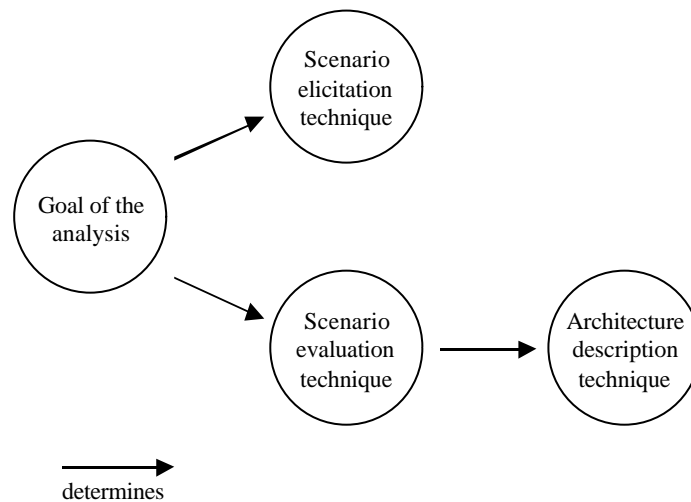 Scenario
elicitation
technique
Goal of the
analysis
Scenario
evaluation
technique
Architecture
description
technique
determines